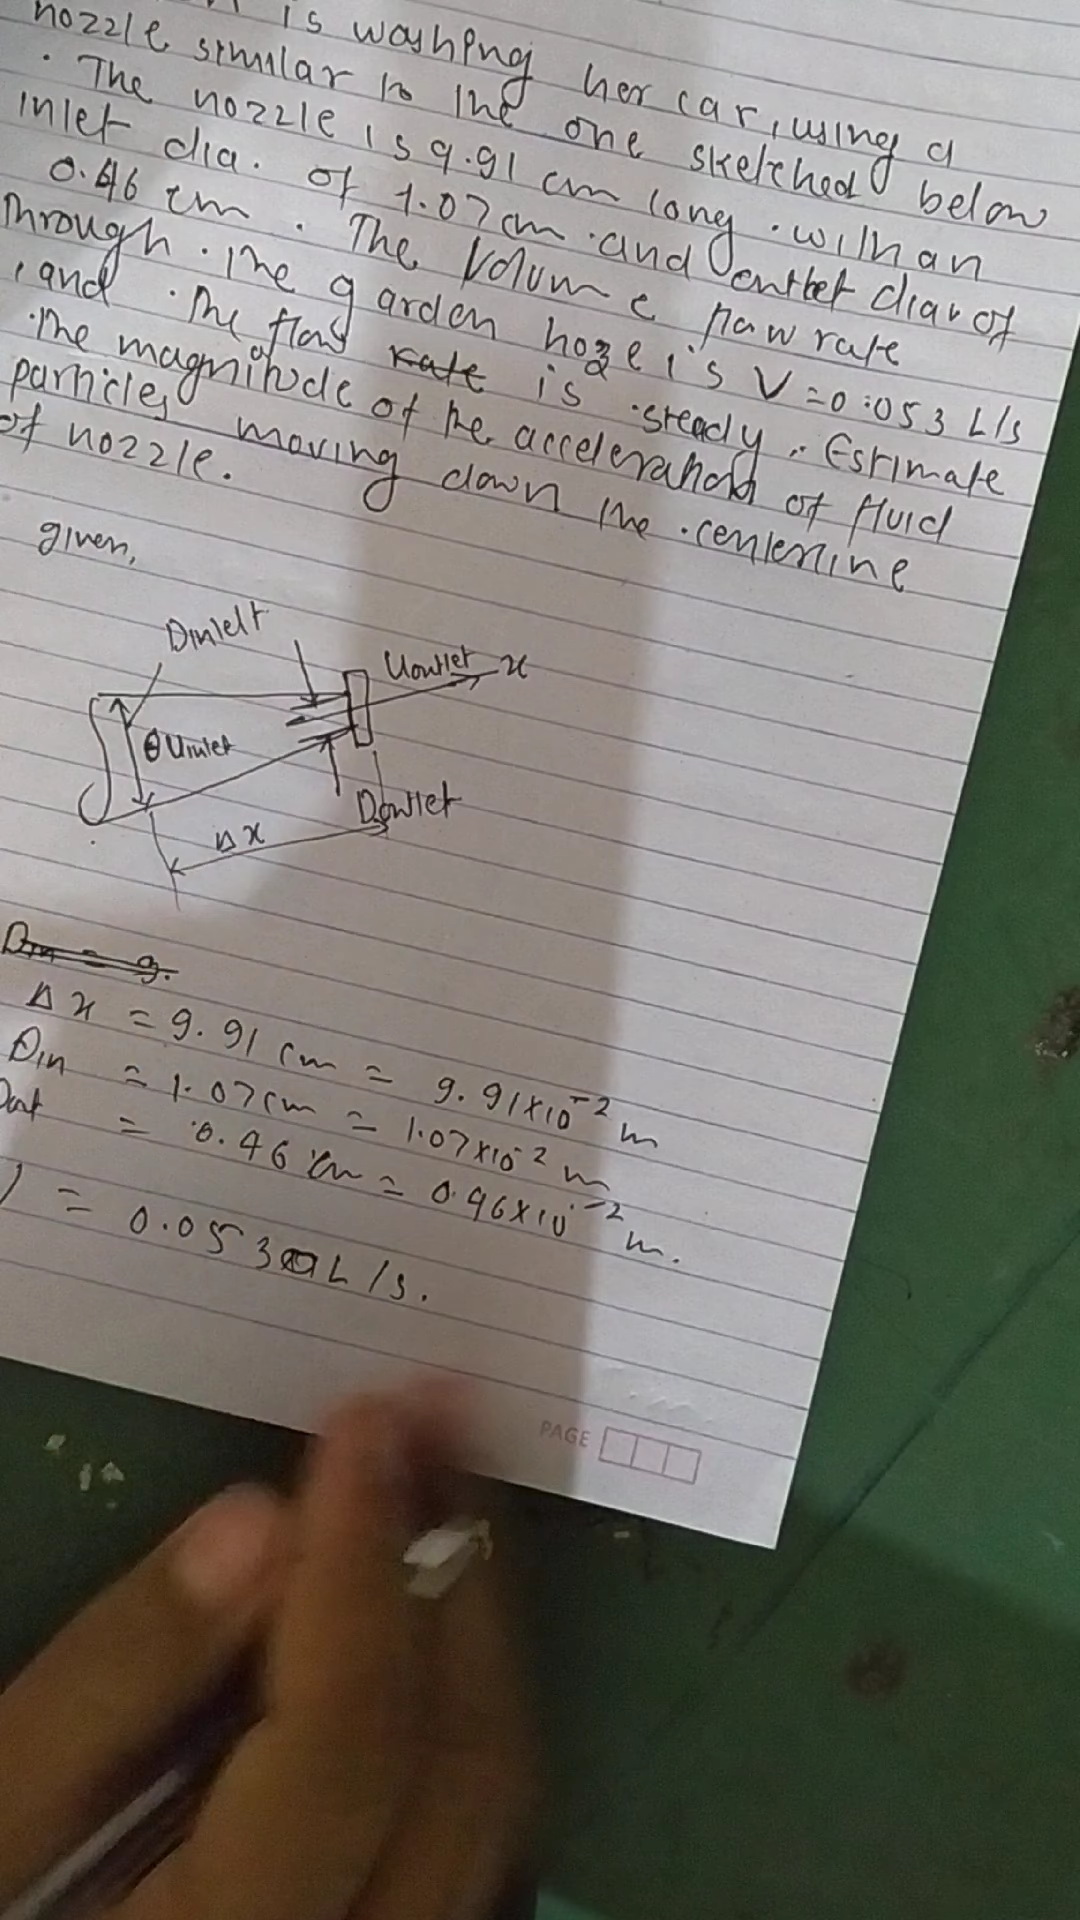 is washing her car, using a
nozzle similar to the one sketched below
. The nozzle is 9.91 cm long . with an
inlet dia. of 1.07 cm . and outlet dia. of
0.46 cm . The Volume flow rate
through . the garden hoze is V = 0.053 L/s
, and . The flow rate is steady . Estimate
. the magnitude of the acceleration of fluid
particles moving down the . centerline
of nozzle.
given,
Dinlelt
Uoutlet x
θ Uinlet
Doutlet
Δx
Din = 9.
Δx = 9.91 cm = 9.91×10⁻² m
Din = 1.07 cm = 1.07×10⁻² m
Dout = 0.46 cm = 0.46×10⁻² m.
= 0.053 L/s.
PAGE